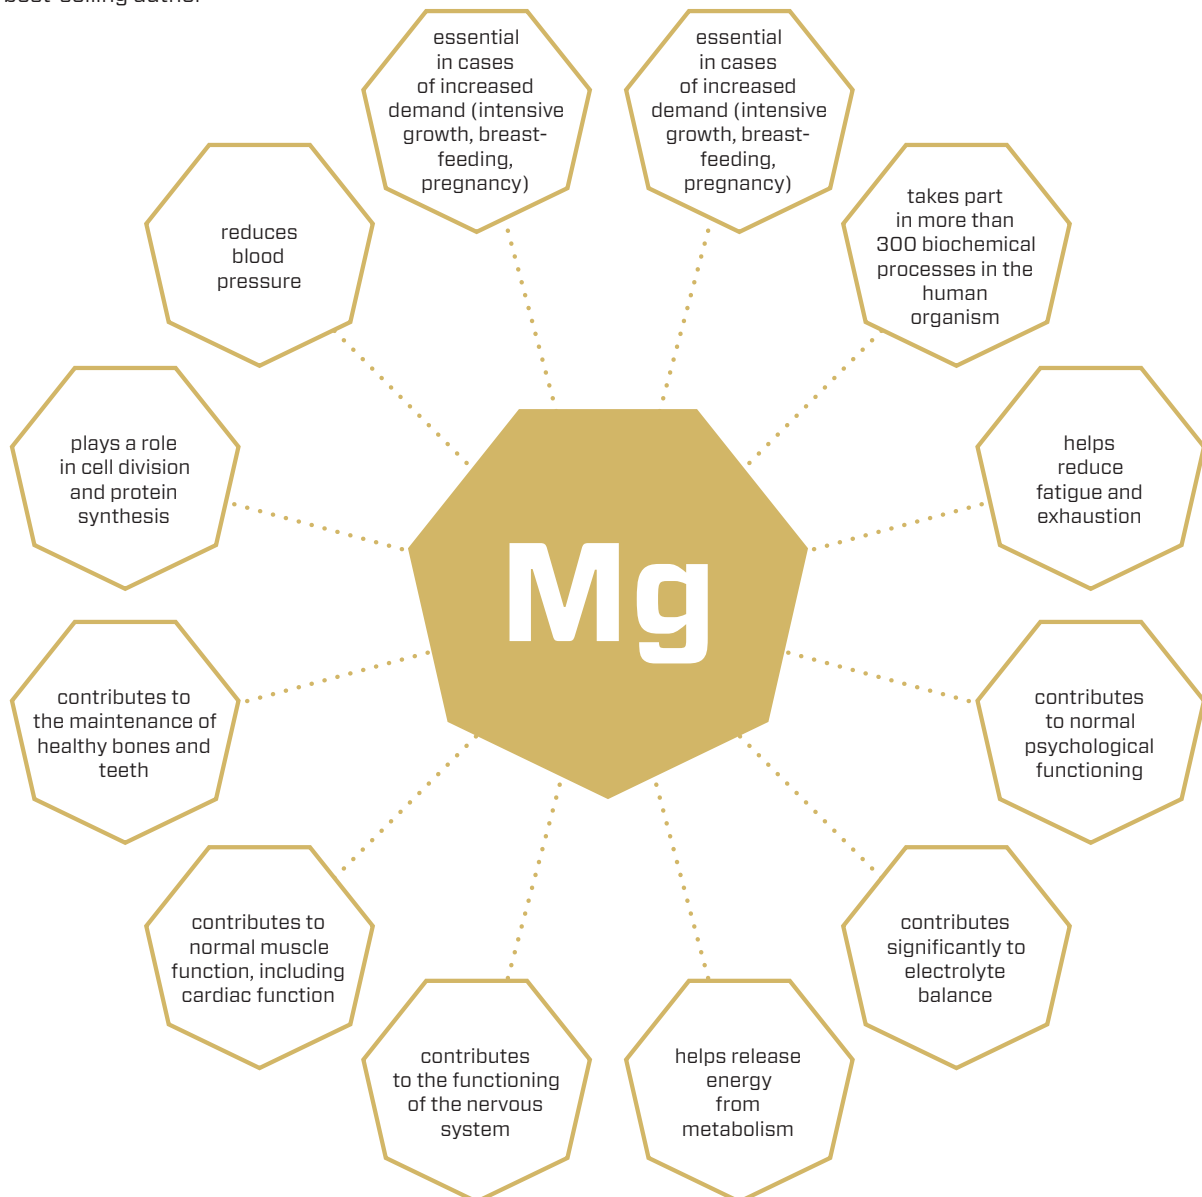 best-selling author
essential
in cases
of increased
demand (intensive
growth, breast-
feeding,
pregnancy)
essential
in cases
of increased
demand (intensive
growth, breast-
feeding,
pregnancy)
takes part
in more than
300 biochemical
processes in the
human
organism
helps
reduce
fatigue and
exhaustion
contributes
to normal
psychological
functioning
contributes
significantly to
electrolyte
balance
helps release
energy
from
metabolism
contributes
to the functioning
of the nervous
system
contributes to
normal muscle
function, including
cardiac function
contributes to
the maintenance of
healthy bones and
teeth
plays a role
in cell division
and protein
synthesis
reduces
blood
pressure
Mg